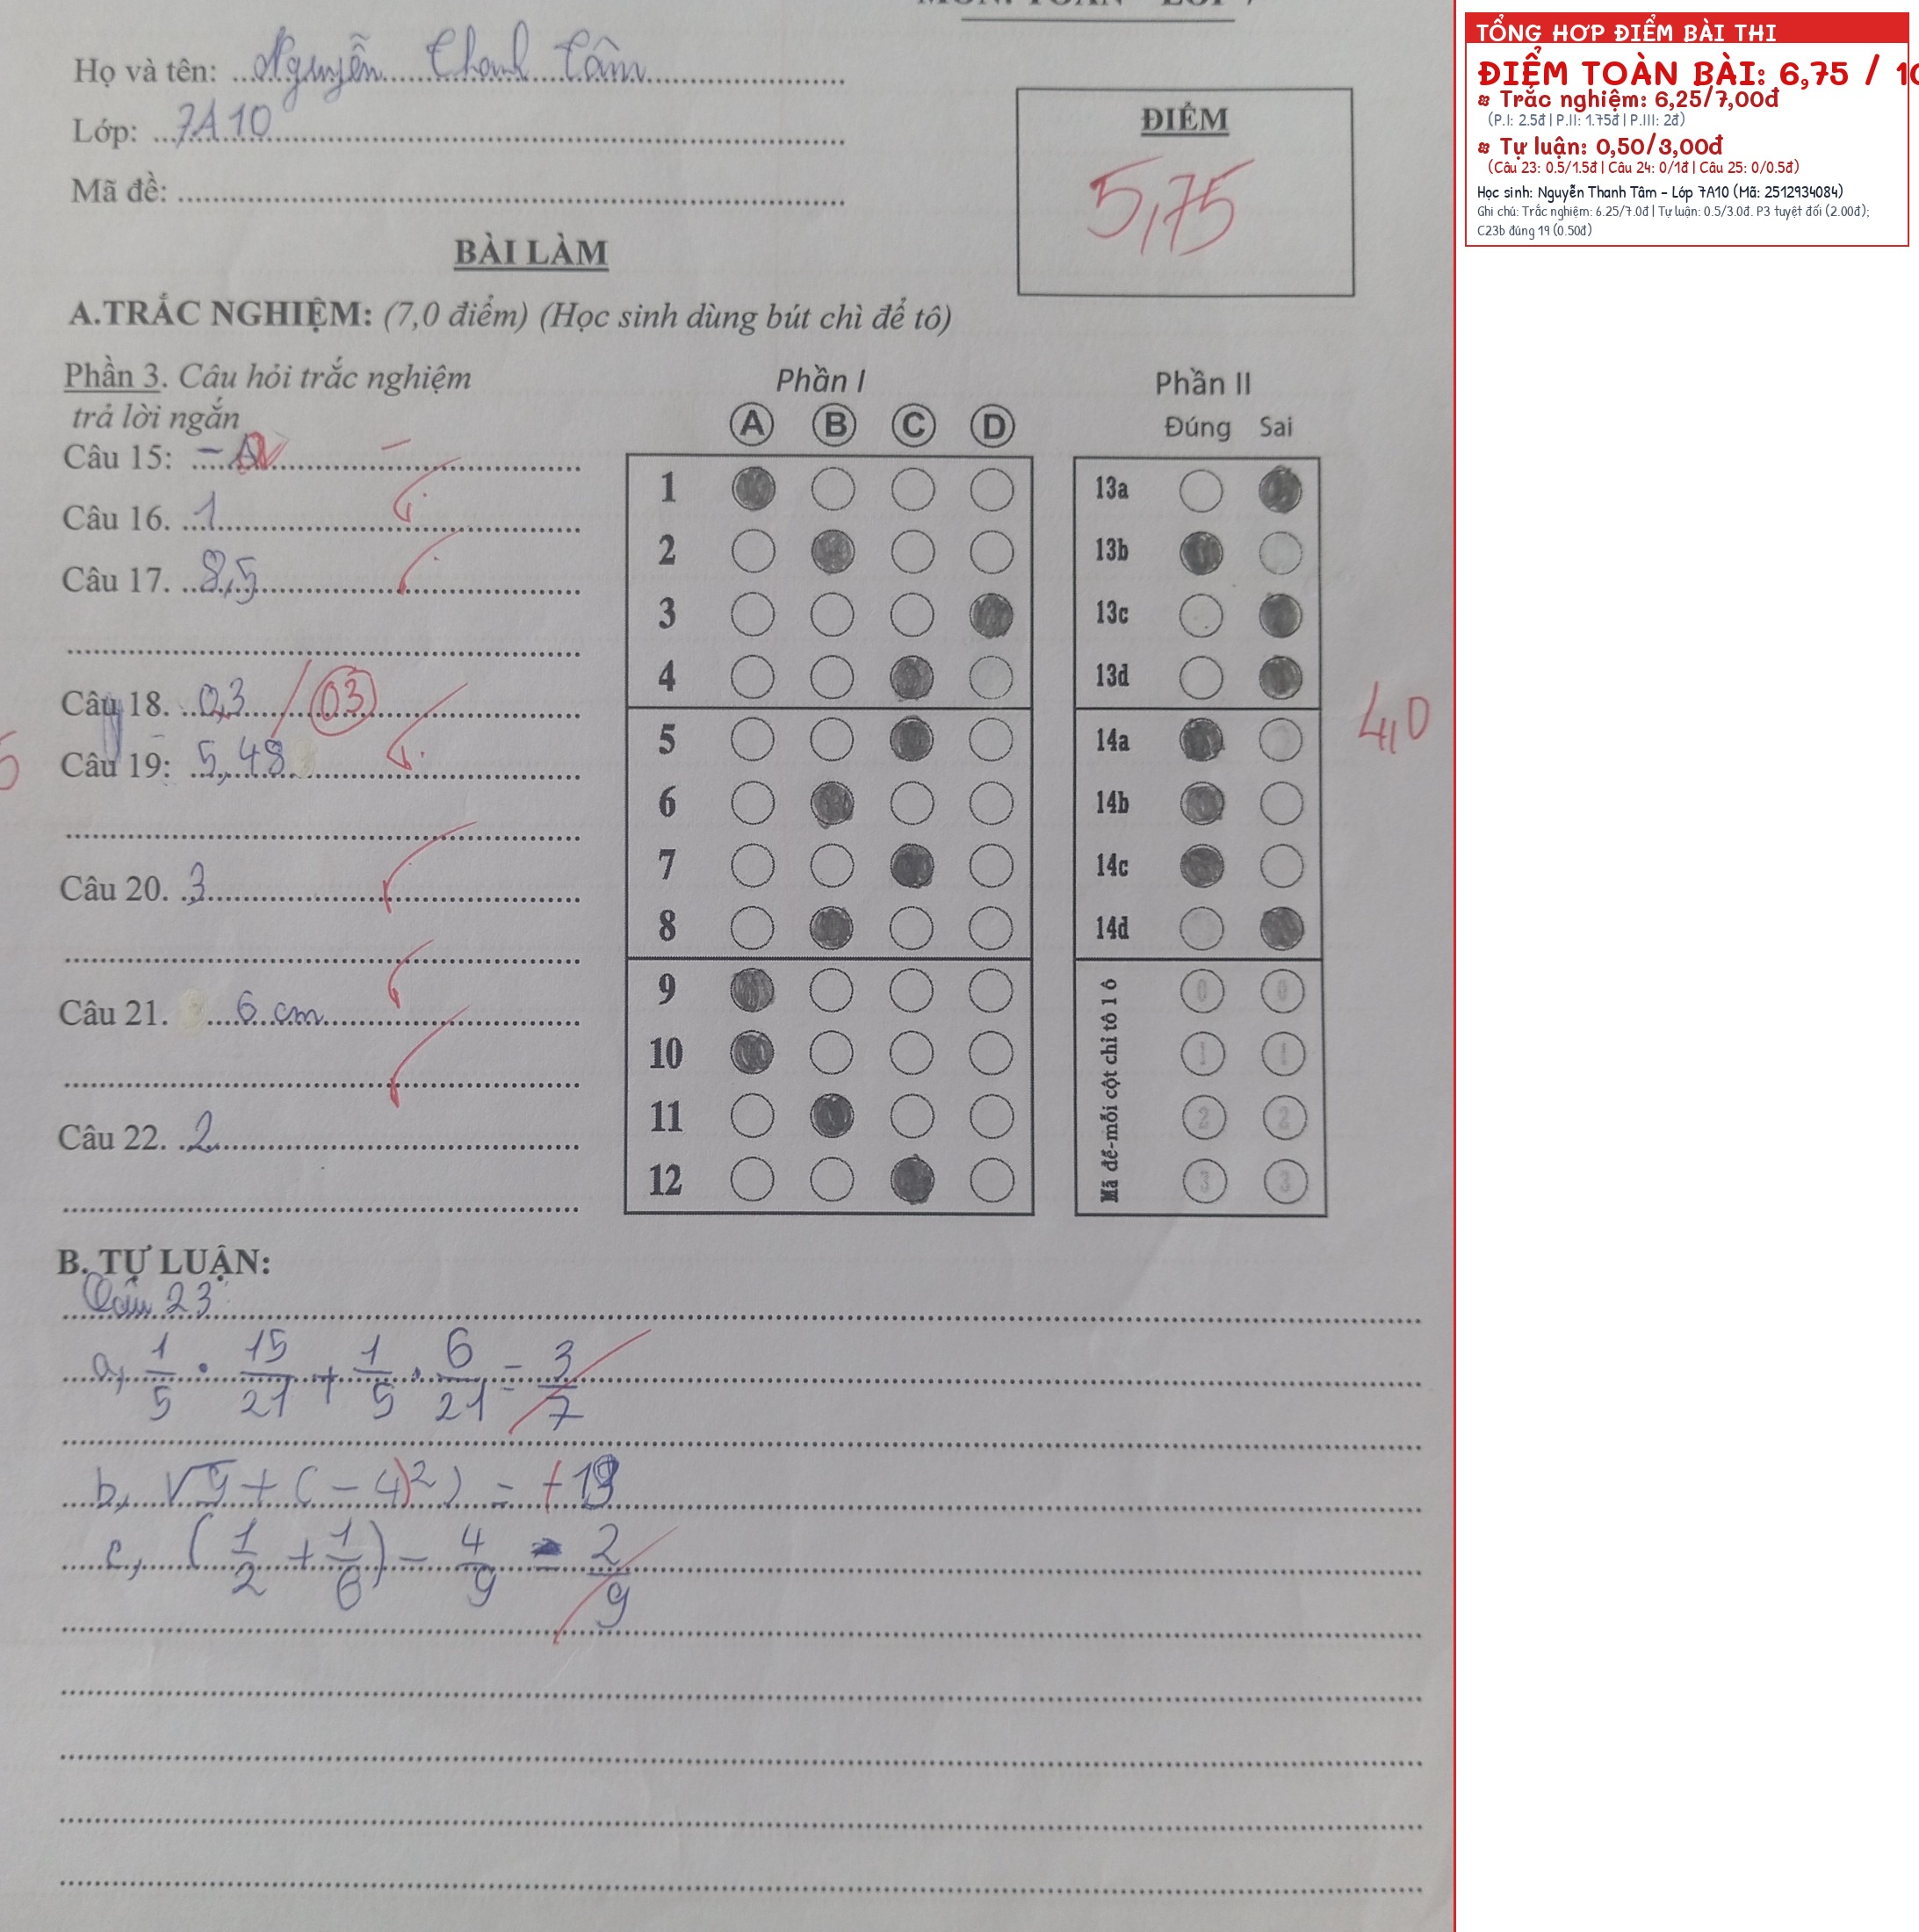 Họ và tên: Nguyễn Thanh Tâm
Lớp: 7A10
Mã đề:
ĐIỂM
5,75
BÀI LÀM
A.TRẮC NGHIỆM: (7,0 điểm) (Học sinh dùng bút chì để tô)
Phần 3. Câu hỏi trắc nghiệm
trả lời ngắn
Câu 15: -
Câu 16. 1
Câu 17. 8,5
Câu 18. 0,3 03
Câu 19: 5,48
Câu 20. 3
Câu 21. 6 cm
Câu 22. 2
Phần I
A B C D
1
2
3
4
5
6
7
8
9
10
11
12
Phần II
Đúng Sai
13a
13b
13c
13d
14a
14b
14c
14d
Mã đề-mỗi cột chỉ tô 1 ô
0 0
1 1
2 2
3 3
4,0
B. TỰ LUẬN:
Câu 23
a, 1/5 . 15/21 + 1/5 . 6/21 = 3/7
b, √9 + (-4)²) = +19
c, (1/2 + 1/6) - 4/9 = 2/9
TỔNG HỢP ĐIỂM BÀI THI
ĐIỂM TOÀN BÀI: 6,75 / 10
Trắc nghiệm: 6,25/7,00đ
(P.I: 2.5đ | P.II: 1.75đ | P.III: 2đ)
Tự luận: 0,50/3,00đ
(Câu 23: 0.5/1.5đ | Câu 24: 0/1đ | Câu 25: 0/0.5đ)
Học sinh: Nguyễn Thanh Tâm - Lớp 7A10 (Mã: 2512934084)
Ghi chú: Trắc nghiệm: 6.25/7.0đ | Tự luận: 0.5/3.0đ. P3 tuyệt đối (2.00đ);
C23b đúng 19 (0.50đ)